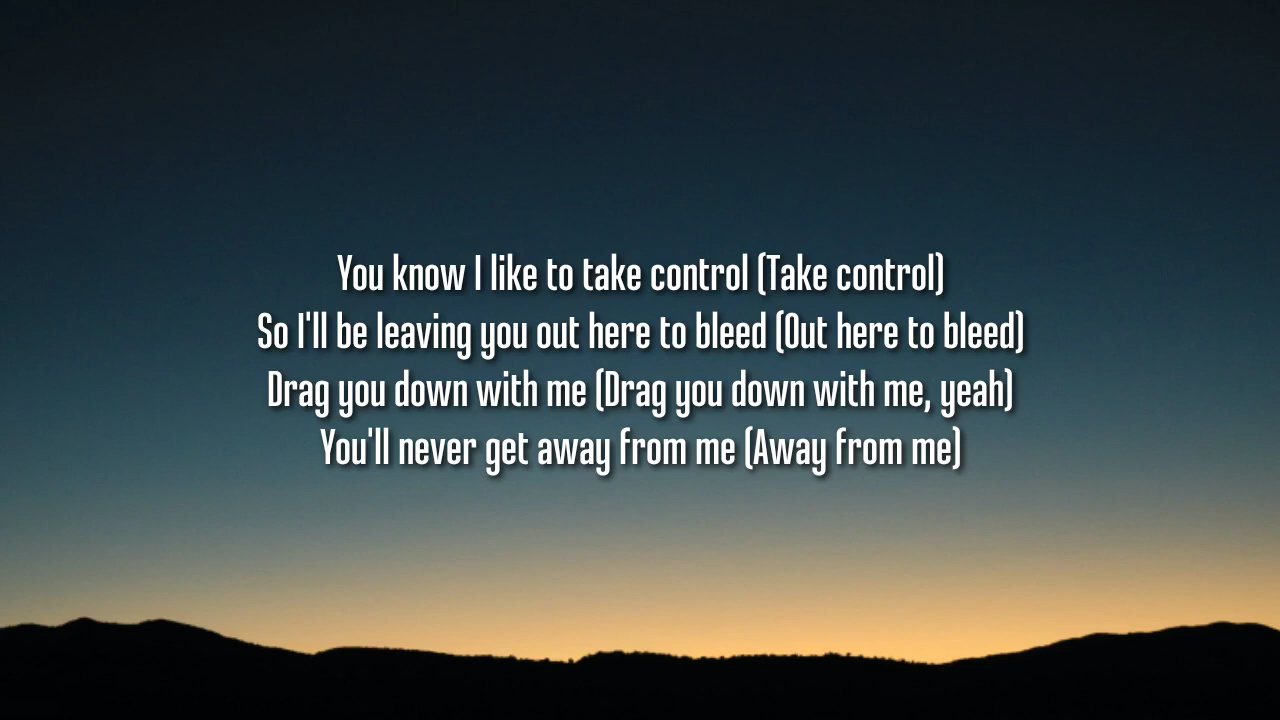 You know I like to take control (Take control)
So I'll be leaving you out here to bleed (Out here to bleed)
Drag you down with me (Drag you down with me, yeah)
You'll never get away from me (Away from me)